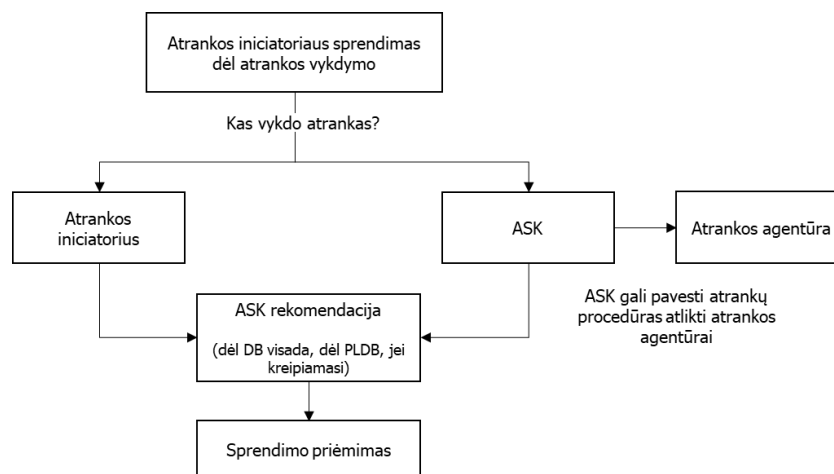 Atrankos iniciatoriaus sprendimas
dėl atrankos vykdymo
Kas vykdo atrankas?
Atrankos
iniciatorius
ASK
Atrankos agentūra
ASK rekomendacija
(dėl DB visada, dėl PLDB, jei
kreipiamasi)
ASK gali pavesti atrankų
procedūras atlikti atrankos
agentūrai
Sprendimo priėmimas